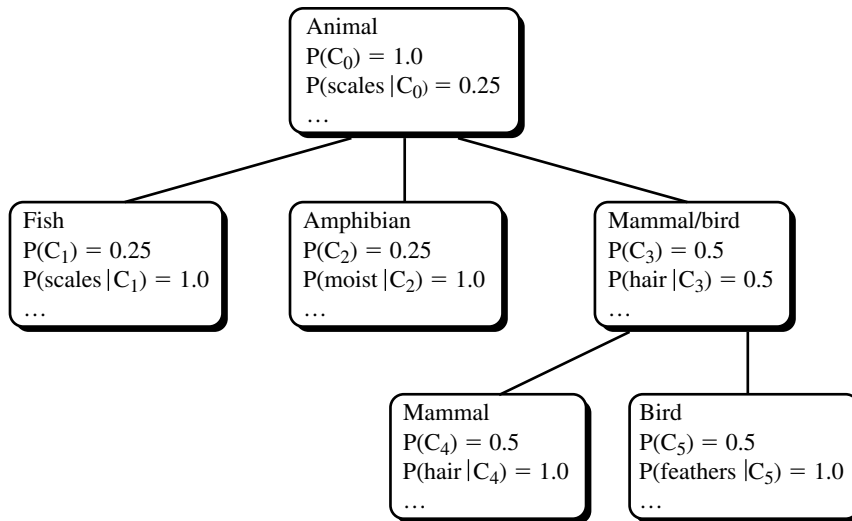 Animal
P(C₀) = 1.0
P(scales | C₀) = 0.25
…
Fish
P(C₁) = 0.25
P(scales | C₁) = 1.0
…
Amphibian
P(C₂) = 0.25
P(moist | C₂) = 1.0
…
Mammal/bird
P(C₃) = 0.5
P(hair | C₃) = 0.5
…
Mammal
P(C₄) = 0.5
P(hair | C₄) = 1.0
…
Bird
P(C₅) = 0.5
P(feathers | C₅) = 1.0
…